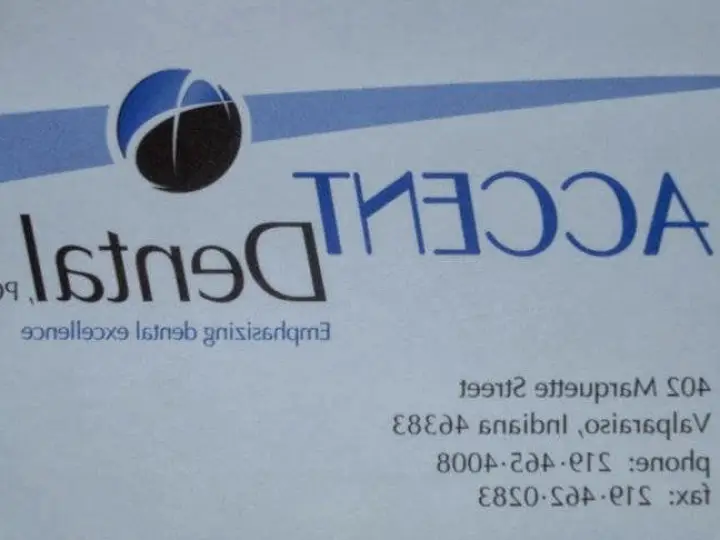 ACCENT
Dental, PC
Emphasizing dental excellence
402 Marquette Street
Valparaiso, Indiana 46383
phone: 219·465·4008
fax: 219·462·0283